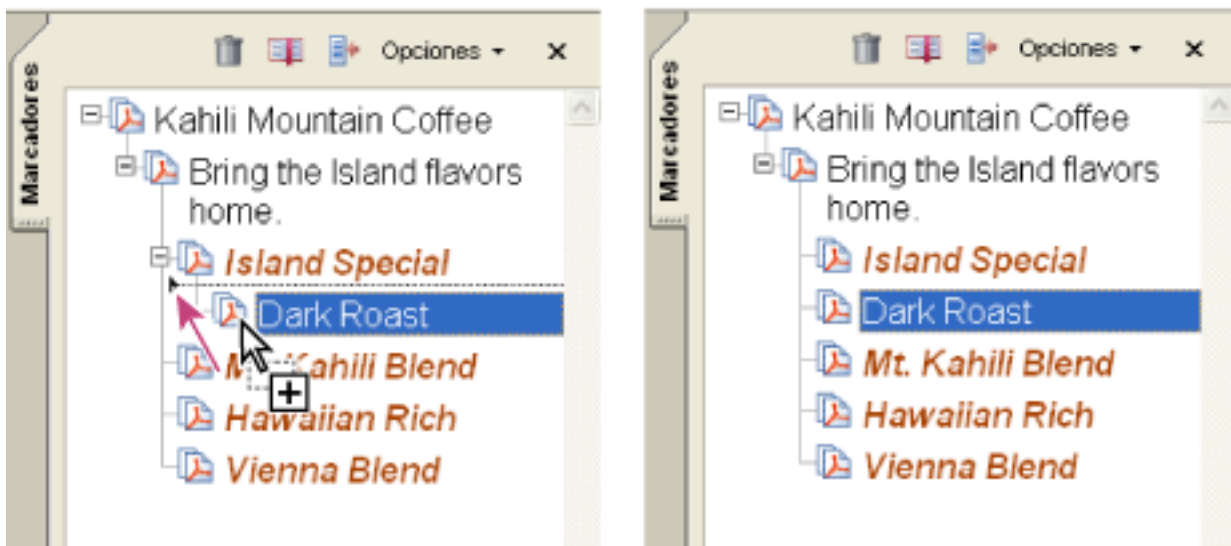 Marcadores
Opciones
Kahili Mountain Coffee
Bring the Island flavors
home.
Island Special
Dark Roast
Kahili Blend
Hawaiian Rich
Vienna Blend
Marcadores
Opciones
Kahili Mountain Coffee
Bring the Island flavors
home.
Island Special
Dark Roast
Mt. Kahili Blend
Hawaiian Rich
Vienna Blend